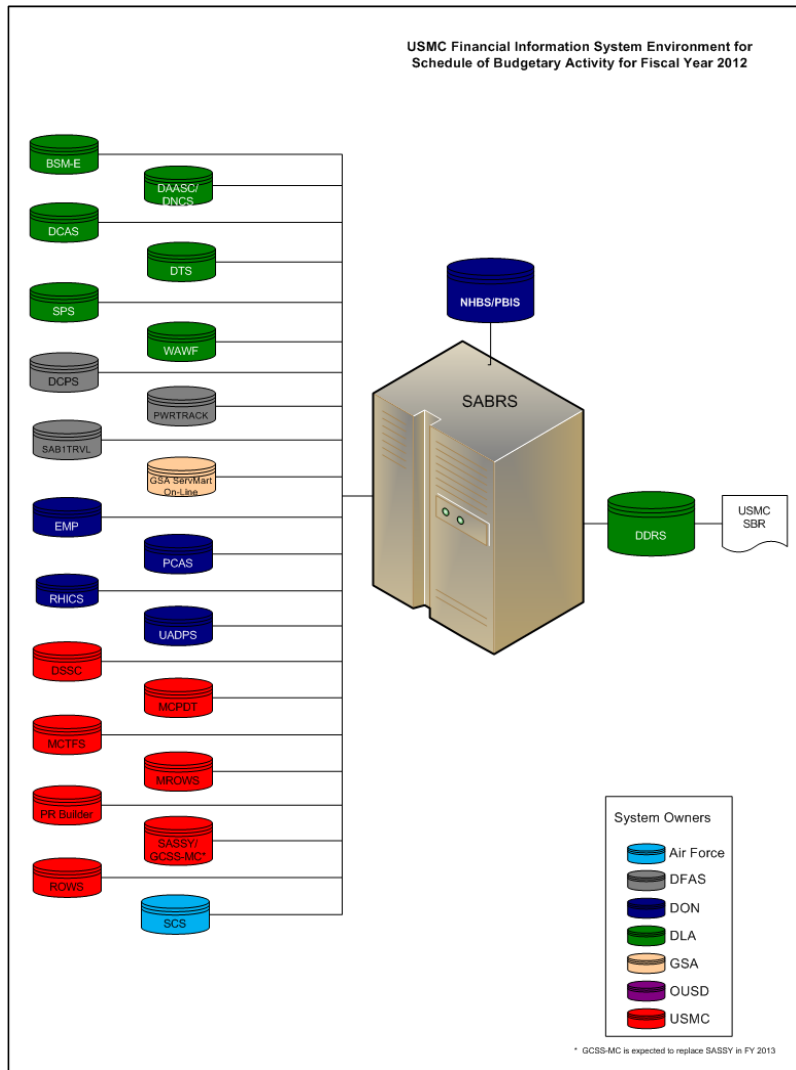 USMC Financial Information System Environment for
Schedule of Budgetary Activity for Fiscal Year 2012
BSM-E
DAASC/
DNCS
DCAS
DTS
SPS
WAWF
DCPS
PWRTRACK
SAB1TRVL
GSA ServMart
On-Line
EMP
PCAS
RHICS
UADPS
DSSC
MCPDT
MCTFS
MROWS
PR Builder
SASSY/
GCSS-MC*
ROWS
SCS
NHBS/PBIS
SABRS
DDRS
USMC
SBR
System Owners
Air Force
DFAS
DON
DLA
GSA
OUSD
USMC
* GCSS-MC is expected to replace SASSY in FY 2013